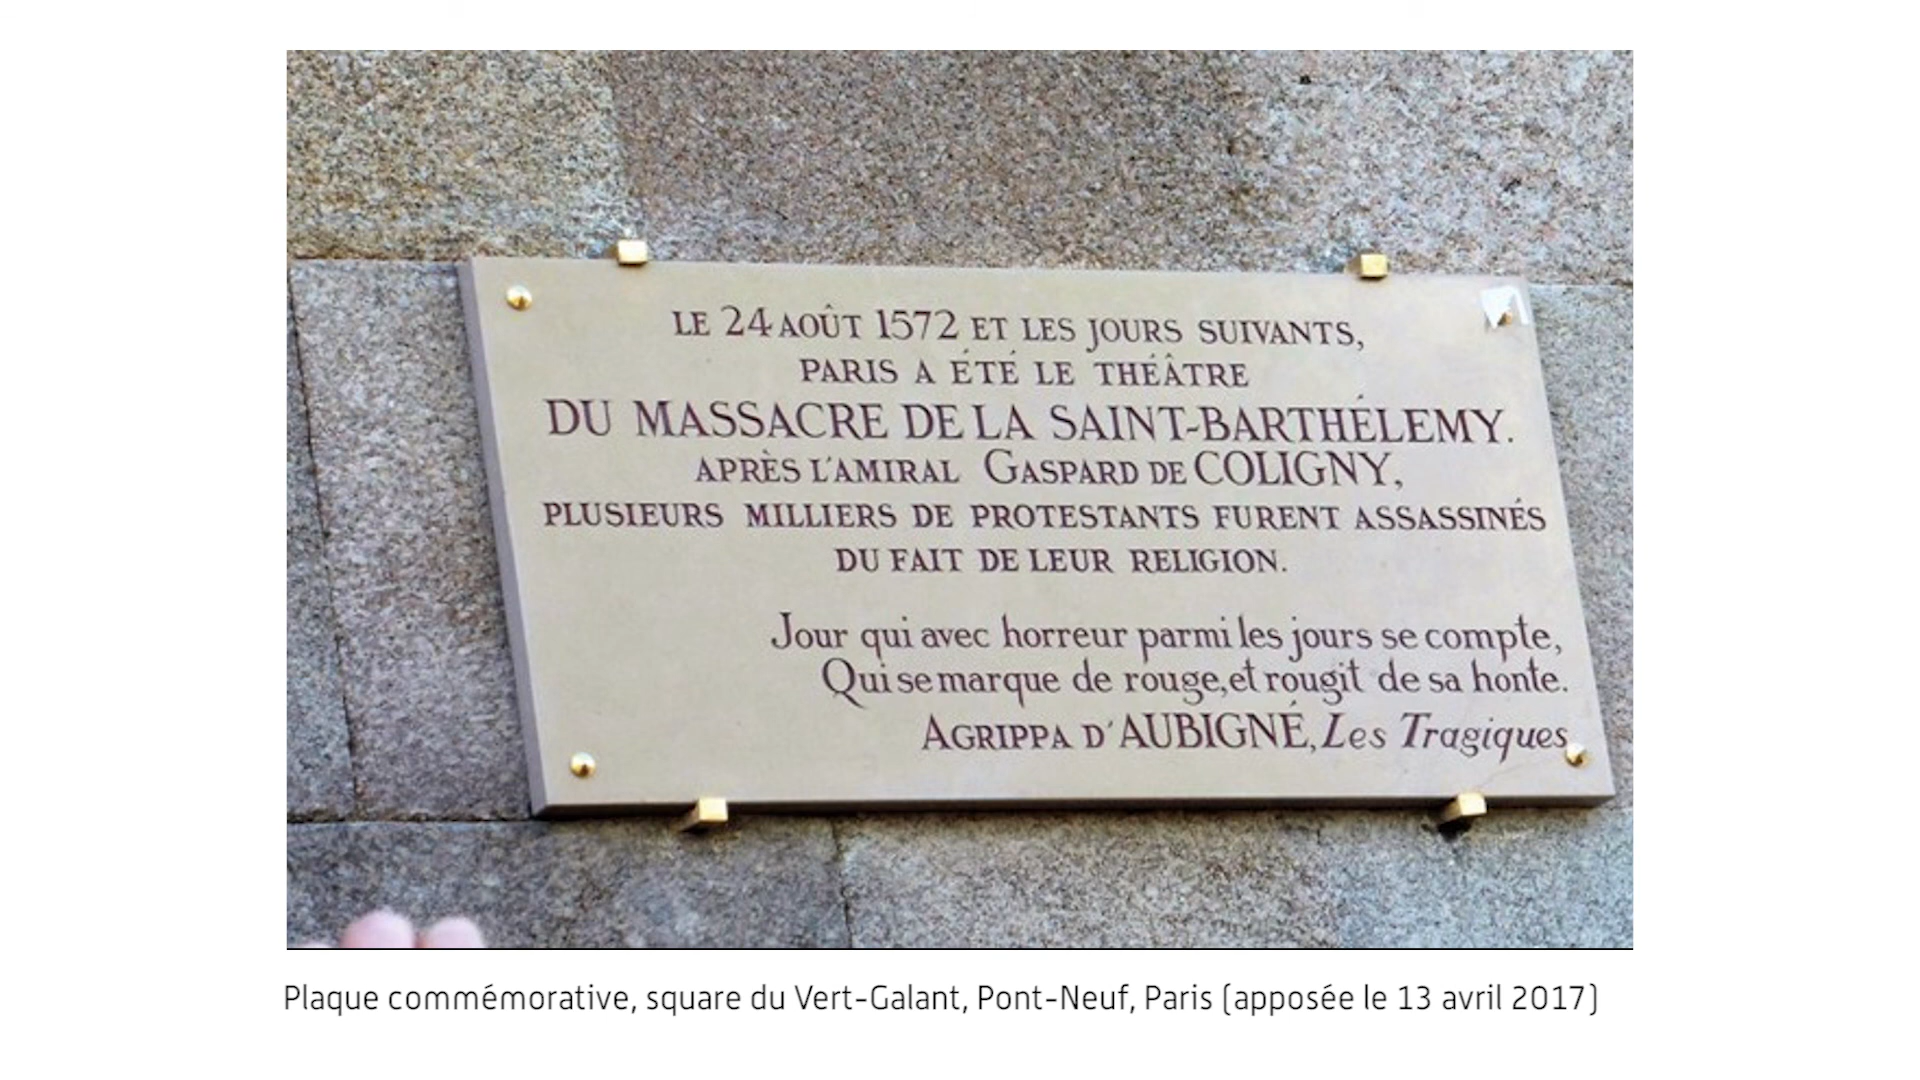 LE 24 AOÛT 1572 ET LES JOURS SUIVANTS,
PARIS A ÉTÉ LE THÉÂTRE
DU MASSACRE DE LA SAINT-BARTHÉLEMY.
APRÈS L'AMIRAL GASPARD DE COLIGNY,
PLUSIEURS MILLIERS DE PROTESTANTS FURENT ASSASSINÉS
DU FAIT DE LEUR RELIGION.
Jour qui avec horreur parmi les jours se compte,
Qui se marque de rouge, et rougit de sa honte.
AGRIPPA D'AUBIGNÉ, Les Tragiques
Plaque commémorative, square du Vert-Galant, Pont-Neuf, Paris (apposée le 13 avril 2017)